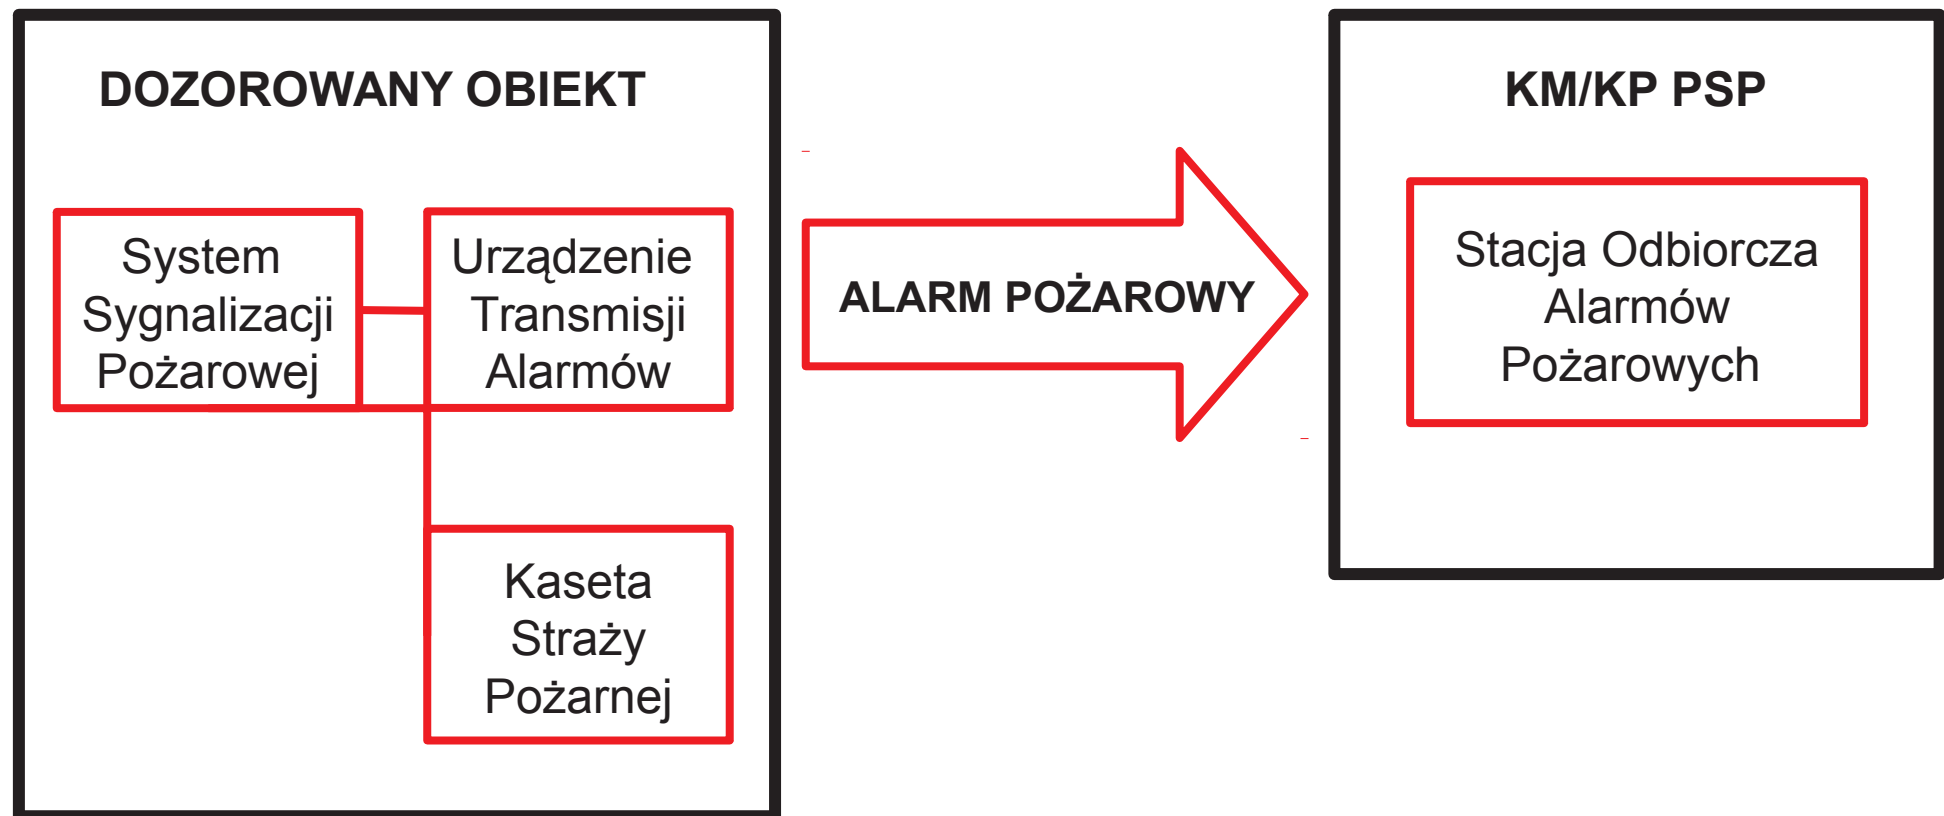 DOZOROWANY OBIEKT
System
Sygnalizacji
Pożarowej
Urządzenie
Transmisji
Alarmów
Kaseta
Straży
Pożarnej
ALARM POŻAROWY
KM/KP PSP
Stacja Odbiorcza
Alarmów
Pożarowych